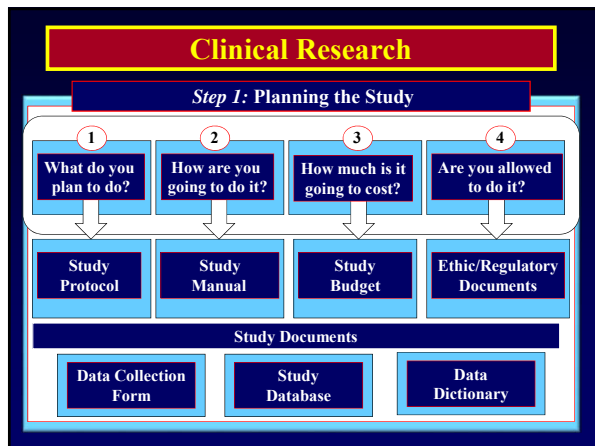 Clinical Research
Step 1: Planning the Study
1
2
3
4
What do you
plan to do?
How are you
going to do it?
How much is it
going to cost?
Are you allowed
to do it?
Study
Protocol
Study
Manual
Study
Budget
Ethic/Regulatory
Documents
Study Documents
Data Collection
Form
Study
Database
Data
Dictionary